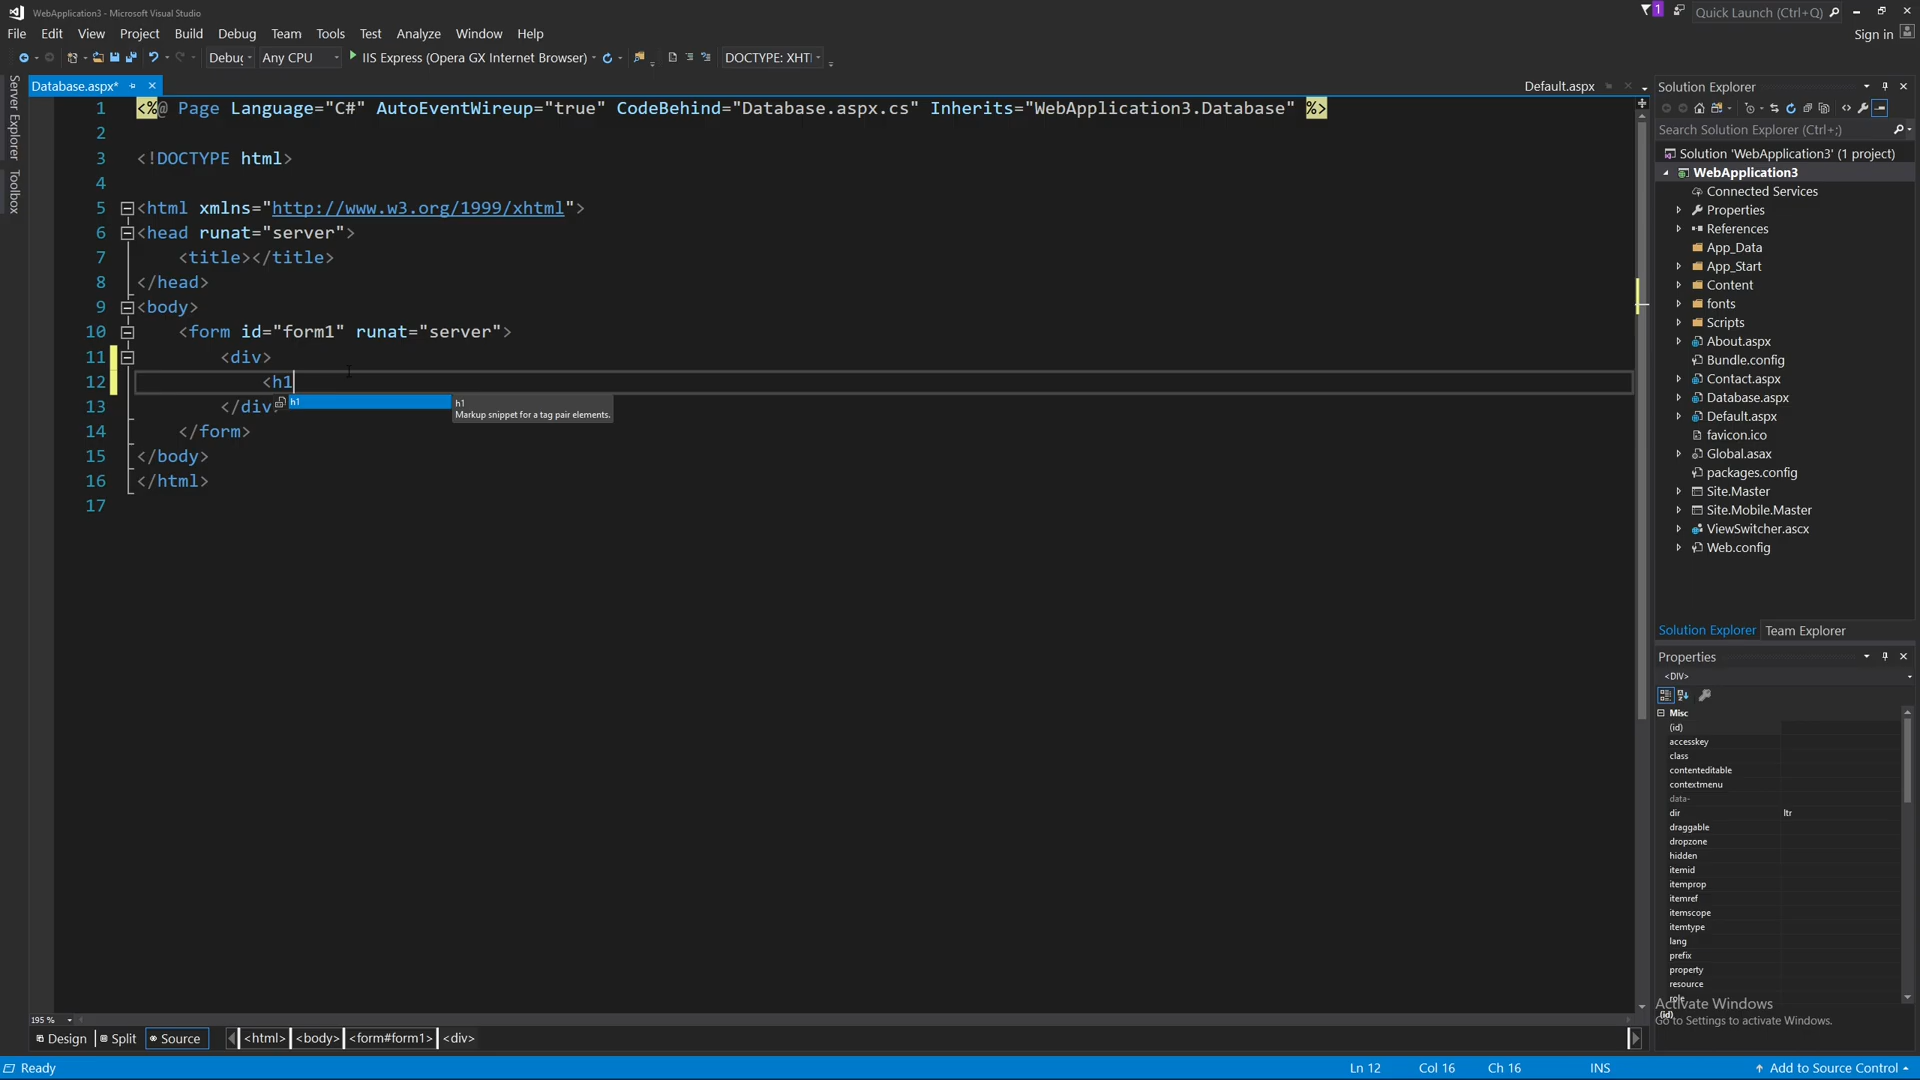 WebApplication3 - Microsoft Visual Studio
1
Quick Launch (Ctrl+Q)
File Edit View Project Build Debug Team Tools Test Analyze Window Help
Sign in
Debug Any CPU IIS Express (Opera GX Internet Browser) DOCTYPE: XHTI
Server Explorer
Toolbox
Database.aspx*
Default.aspx
1 <%@ Page Language="C#" AutoEventWireup="true" CodeBehind="Database.aspx.cs" Inherits="WebApplication3.Database" %>
2
3 <!DOCTYPE html>
4
5 <html xmlns="http://www.w3.org/1999/xhtml">
6 <head runat="server">
7 <title></title>
8 </head>
9 <body>
10 <form id="form1" runat="server">
11 <div>
12 <h1
13 </div
14 </form>
15 </body>
16 </html>
17
h1
h1
Markup snippet for a tag pair elements.
Solution Explorer
Search Solution Explorer (Ctrl+;)
Solution 'WebApplication3' (1 project)
WebApplication3
Connected Services
Properties
References
App_Data
App_Start
Content
fonts
Scripts
About.aspx
Bundle.config
Contact.aspx
Database.aspx
Default.aspx
favicon.ico
Global.asax
packages.config
Site.Master
Site.Mobile.Master
ViewSwitcher.ascx
Web.config
Solution Explorer Team Explorer
Properties
<DIV>
Misc
(id)
accesskey
class
contenteditable
contextmenu
data-
dir ltr
draggable
dropzone
hidden
itemid
itemprop
itemref
itemscope
itemtype
lang
prefix
property
resource
role
(id)
Activate Windows
Go to Settings to activate Windows.
195 %
Design Split Source <html> <body> <form#form1> <div>
Ready
Ln 12 Col 16 Ch 16 INS
Add to Source Control